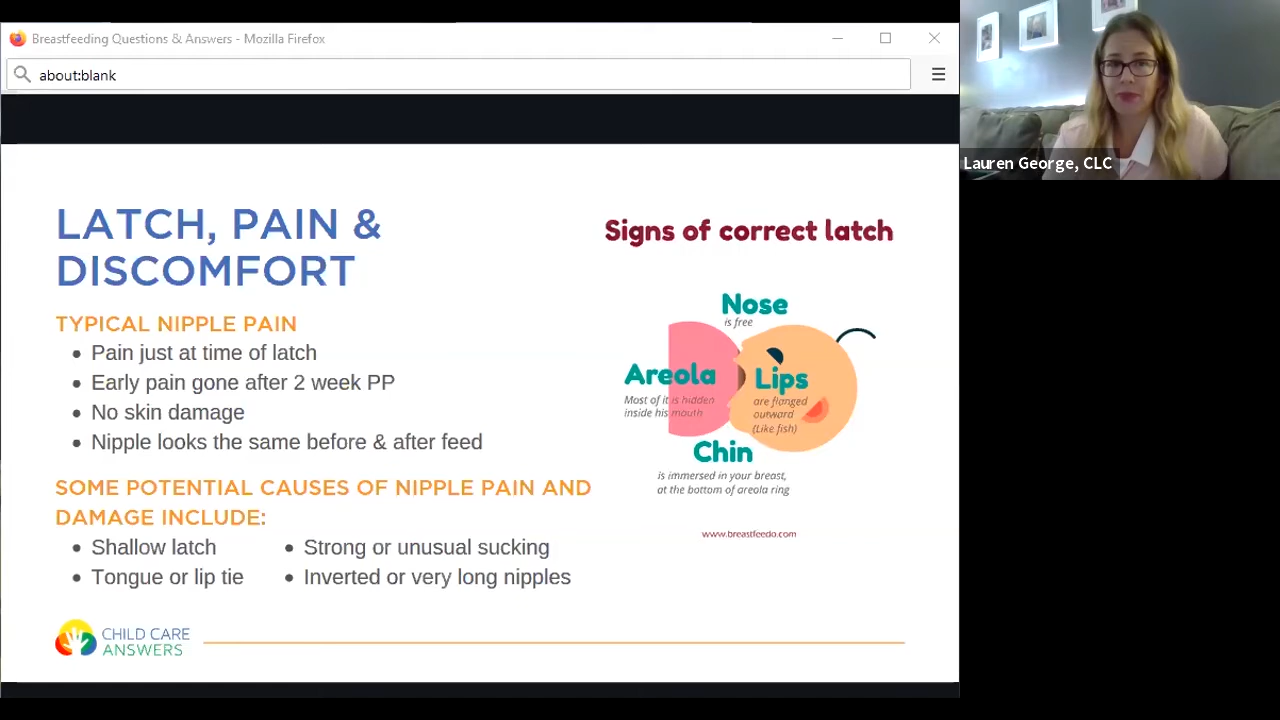 Breastfeeding Questions & Answers - Mozilla Firefox
about:blank
Lauren George, CLC
LATCH, PAIN &
DISCOMFORT
TYPICAL NIPPLE PAIN
Pain just at time of latch
Early pain gone after 2 week PP
No skin damage
Nipple looks the same before & after feed
SOME POTENTIAL CAUSES OF NIPPLE PAIN AND
DAMAGE INCLUDE:
Shallow latch
Tongue or lip tie
Strong or unusual sucking
Inverted or very long nipples
Signs of correct latch
Nose
is free
Areola
Most of it is hidden
inside his mouth
Lips
are flanged
outward
(Like fish)
Chin
is immersed in your breast,
at the bottom of areola ring
www.breastfeedo.com
CHILD CARE
ANSWERS